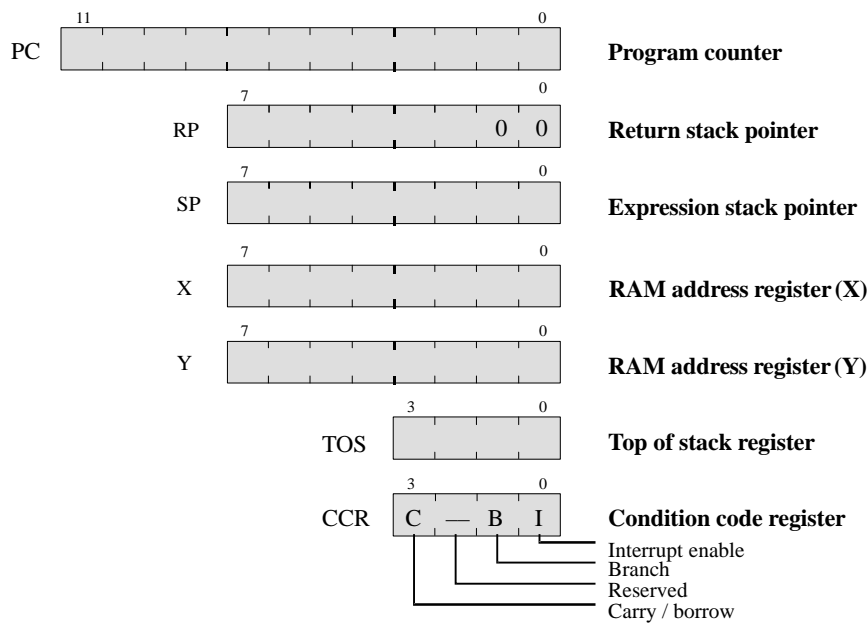 11 0
PC Program counter
7 0
RP 0 0 Return stack pointer
7 0
SP Expression stack pointer
7 0
X RAM address register (X)
7 0
Y RAM address register (Y)
3 0
TOS Top of stack register
3 0
CCR C — B I Condition code register
Interrupt enable
Branch
Reserved
Carry / borrow